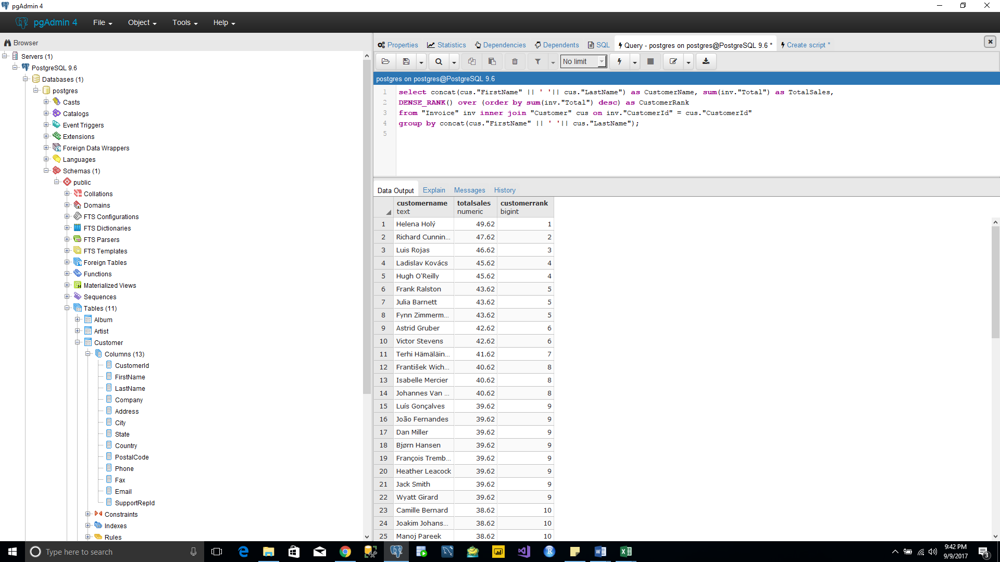 pgAdmin 4
pgAdmin 4 File Object Tools Help
Browser
Servers (1)
PostgreSQL 9.6
Databases (1)
postgres
Casts
Catalogs
Event Triggers
Extensions
Foreign Data Wrappers
Languages
Schemas (1)
public
Collations
Domains
FTS Configurations
FTS Dictionaries
FTS Parsers
FTS Templates
Foreign Tables
Functions
Materialized Views
Sequences
Tables (11)
Album
Artist
Customer
Columns (13)
CustomerId
FirstName
LastName
Company
Address
City
State
Country
PostalCode
Phone
Fax
Email
SupportRepId
Constraints
Indexes
Rules
Properties Statistics Dependencies Dependents SQL Query - postgres on postgres@PostgreSQL 9.6 * Create script *
No limit
postgres on postgres@PostgreSQL 9.6
1 select concat(cus."FirstName" || ' '|| cus."LastName") as CustomerName, sum(inv."Total") as TotalSales,
2 DENSE_RANK() over (order by sum(inv."Total") desc) as CustomerRank
3 from "Invoice" inv inner join "Customer" cus on inv."CustomerId" = cus."CustomerId"
4 group by concat(cus."FirstName" || ' '|| cus."LastName");
5
Data Output Explain Messages History
customername totalsales customerrank
text numeric bigint
1 Helena Holý 49.62 1
2 Richard Cunnin... 47.62 2
3 Luis Rojas 46.62 3
4 Ladislav Kovács 45.62 4
5 Hugh O'Reilly 45.62 4
6 Frank Ralston 43.62 5
7 Julia Barnett 43.62 5
8 Fynn Zimmerm... 43.62 5
9 Astrid Gruber 42.62 6
10 Victor Stevens 42.62 6
11 Terhi Hämäläin... 41.62 7
12 František Wich... 40.62 8
13 Isabelle Mercier 40.62 8
14 Johannes Van ... 40.62 8
15 Luís Gonçalves 39.62 9
16 João Fernandes 39.62 9
17 Dan Miller 39.62 9
18 Bjørn Hansen 39.62 9
19 François Tremb... 39.62 9
20 Heather Leacock 39.62 9
21 Jack Smith 39.62 9
22 Wyatt Girard 39.62 9
23 Camille Bernard 38.62 10
24 Joakim Johans... 38.62 10
25 Manoj Pareek 38.62 10
Type here to search
9:42 PM
9/9/2017
3